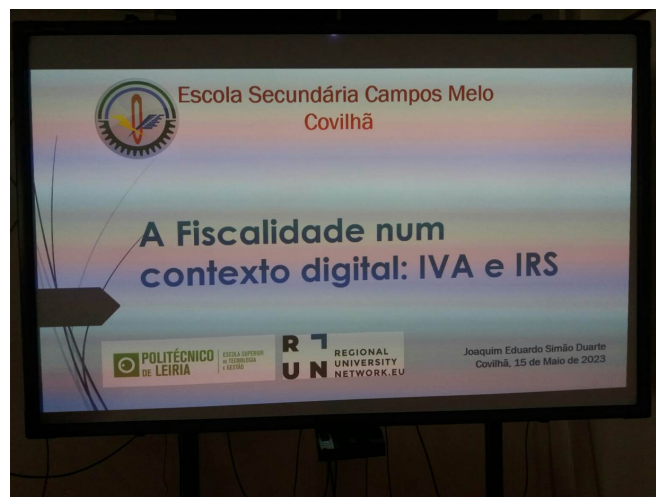 Escola Secundária Campos Melo
Covilhã
A Fiscalidade num
contexto digital: IVA e IRS
POLITÉCNICO
DE LEIRIA
ESCOLA SUPERIOR
DE TECNOLOGIA
E GESTÃO
R
UN
REGIONAL
UNIVERSITY
NETWORK.EU
Joaquim Eduardo Simão Duarte
Covilhã, 15 de Maio de 2023